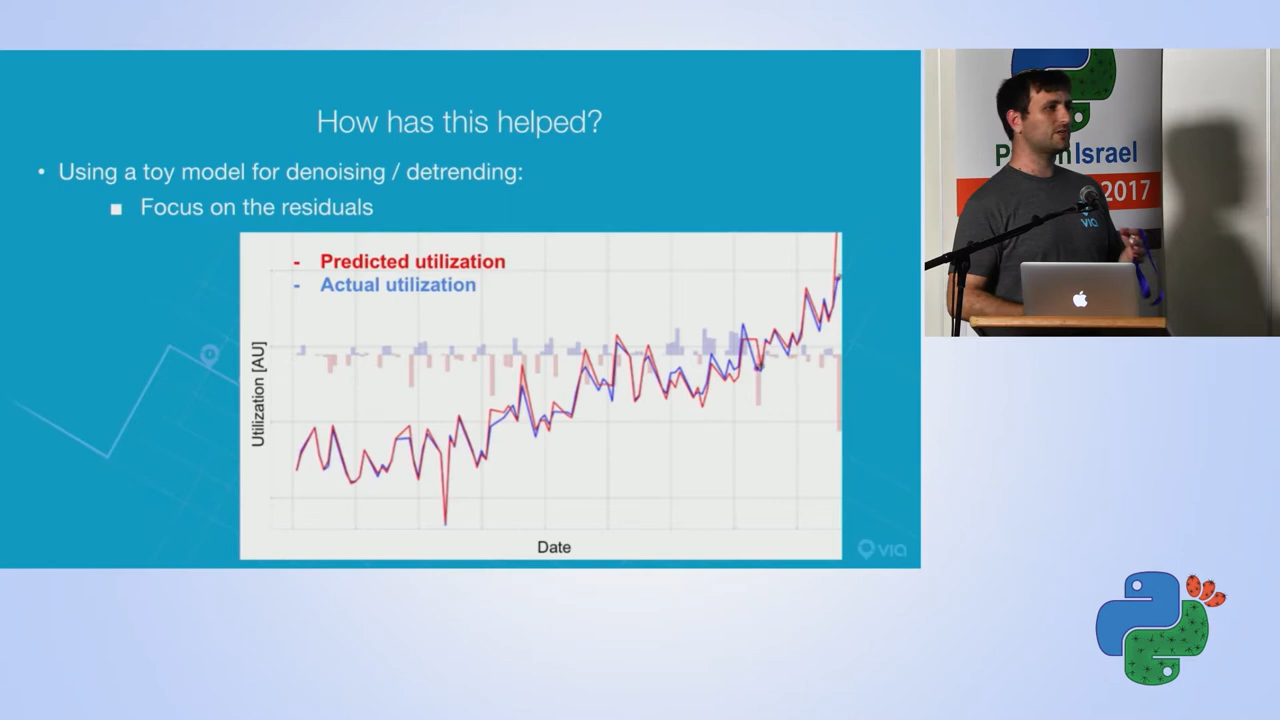 How has this helped?
• Using a toy model for denoising / detrending:
■ Focus on the residuals
- Predicted utilization
- Actual utilization
Utilization [AU]
Date
via
Israel
2017
via